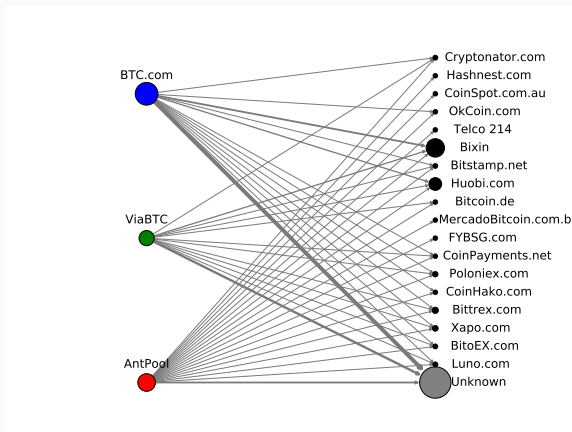 BTC.com
ViaBTC
AntPool
Cryptonator.com
Hashnest.com
CoinSpot.com.au
OkCoin.com
Telco 214
Bixin
Bitstamp.net
Huobi.com
Bitcoin.de
MercadoBitcoin.com.b
FYBSG.com
CoinPayments.net
Poloniex.com
CoinHako.com
Bittrex.com
Xapo.com
BitoEX.com
Luno.com
Unknown